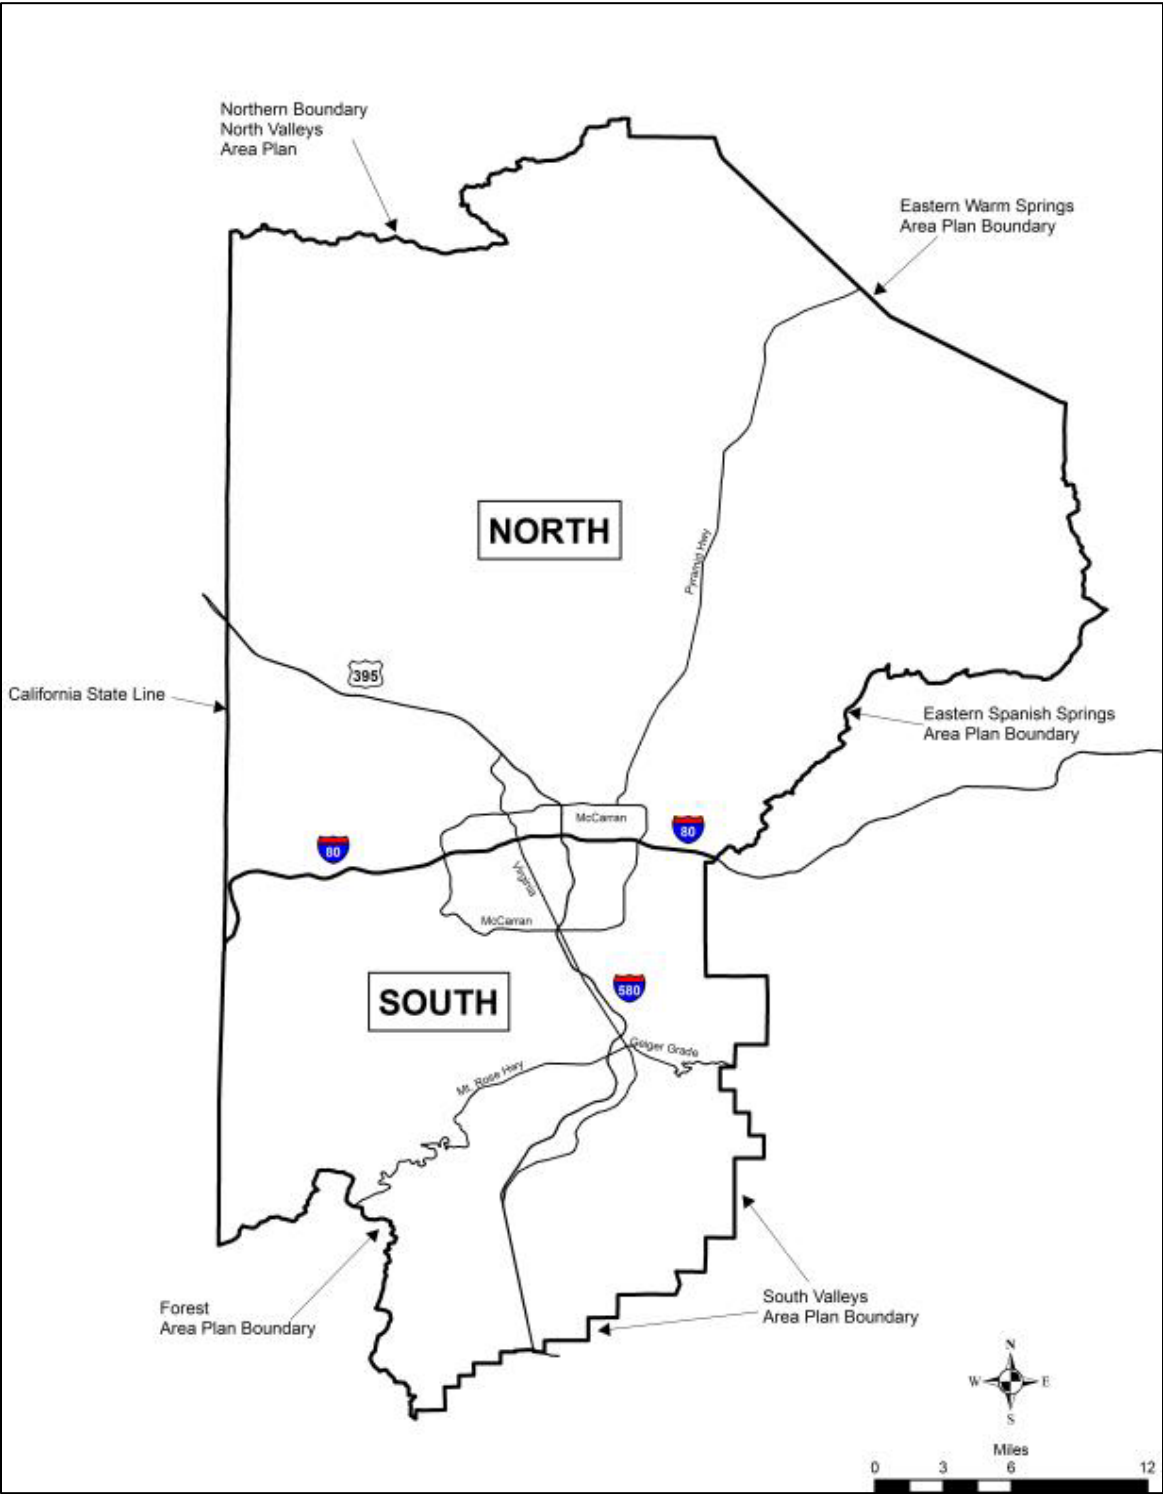 Northern Boundary
North Valleys
Area Plan
Eastern Warm Springs
Area Plan Boundary
NORTH
Pyramid Hwy
395
California State Line
Eastern Spanish Springs
Area Plan Boundary
McCarran
80
80
Virginia
McCarran
580
SOUTH
Geiger Grade
Mt. Rose Hwy
South Valleys
Area Plan Boundary
Forest
Area Plan Boundary
N
W E
S
Miles
0 3 6 12